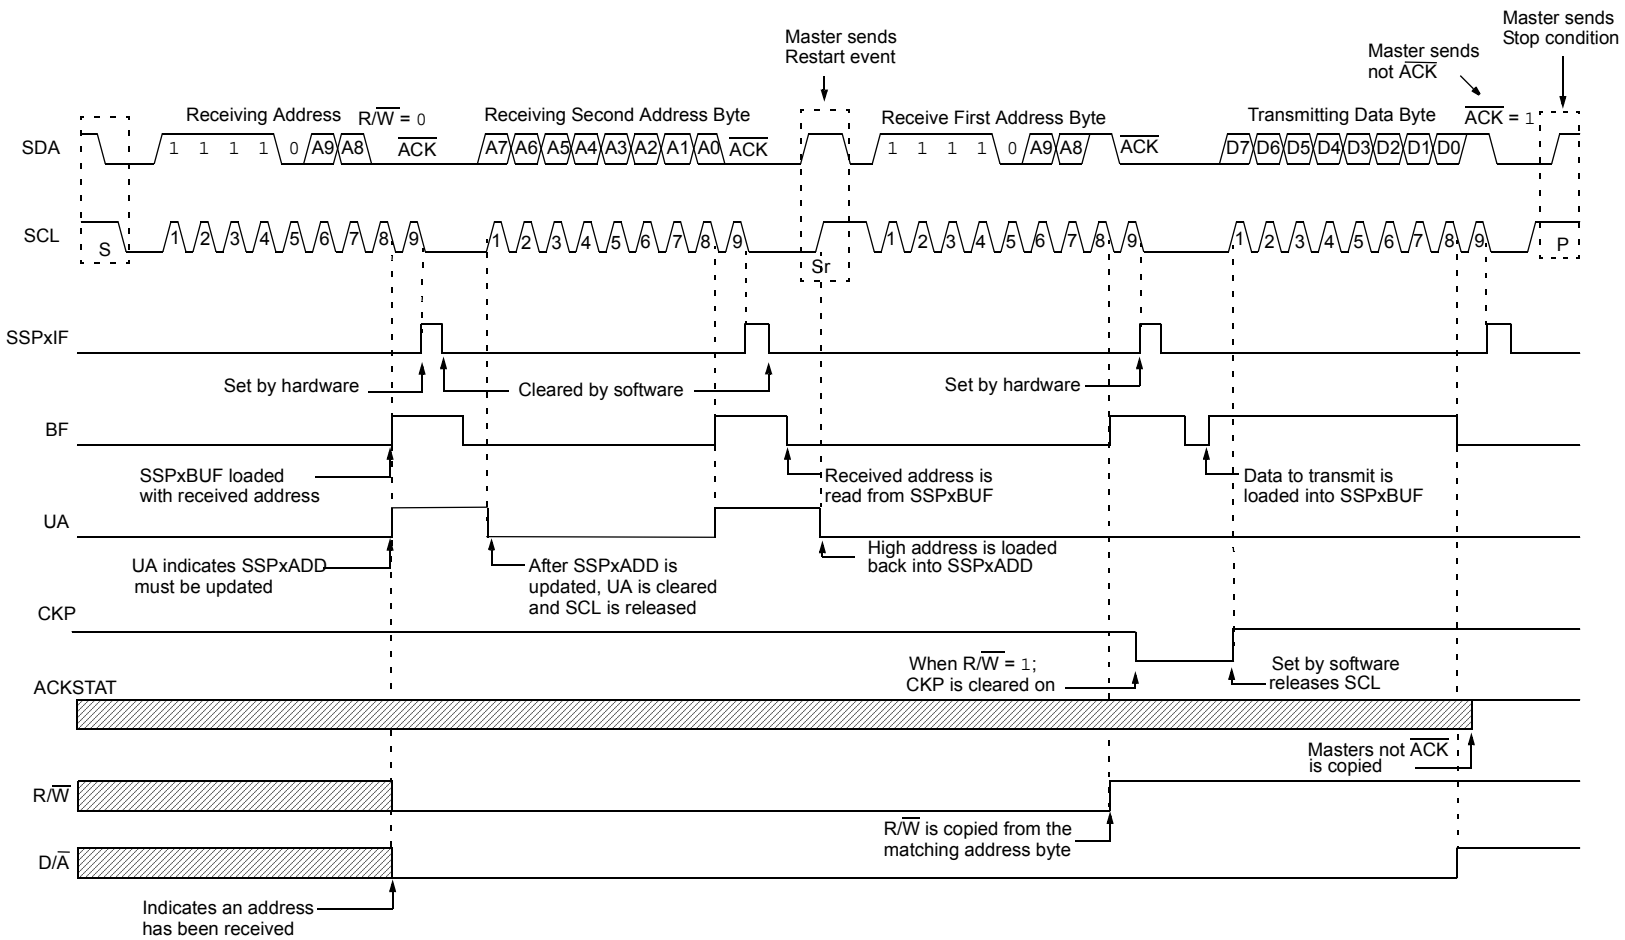 Master sends
Stop condition
Master sends
Restart event
Master sends
not A̅C̅K̅
Receiving Address R/W̅ = 0
Receiving Second Address Byte
Receive First Address Byte
Transmitting Data Byte
A̅C̅K̅ = 1
SDA
1 1 1 1 0 A9 A8 A̅C̅K̅
A7 A6 A5 A4 A3 A2 A1 A0 A̅C̅K̅
1 1 1 1 0 A9 A8 A̅C̅K̅
D7 D6 D5 D4 D3 D2 D1 D0
SCL
S
1 2 3 4 5 6 7 8 9
1 2 3 4 5 6 7 8 9
Sr
1 2 3 4 5 6 7 8 9
1 2 3 4 5 6 7 8 9
P
SSPxIF
Set by hardware
Cleared by software
Set by hardware
BF
SSPxBUF loaded
with received address
Received address is
read from SSPxBUF
Data to transmit is
loaded into SSPxBUF
UA
UA indicates SSPxADD
must be updated
After SSPxADD is
updated, UA is cleared
and SCL is released
High address is loaded
back into SSPxADD
CKP
When R/W̅ = 1;
CKP is cleared on
Set by software
releases SCL
ACKSTAT
Masters not A̅C̅K̅
is copied
R/W̅
R/W̅ is copied from the
matching address byte
D/A̅
Indicates an address
has been received